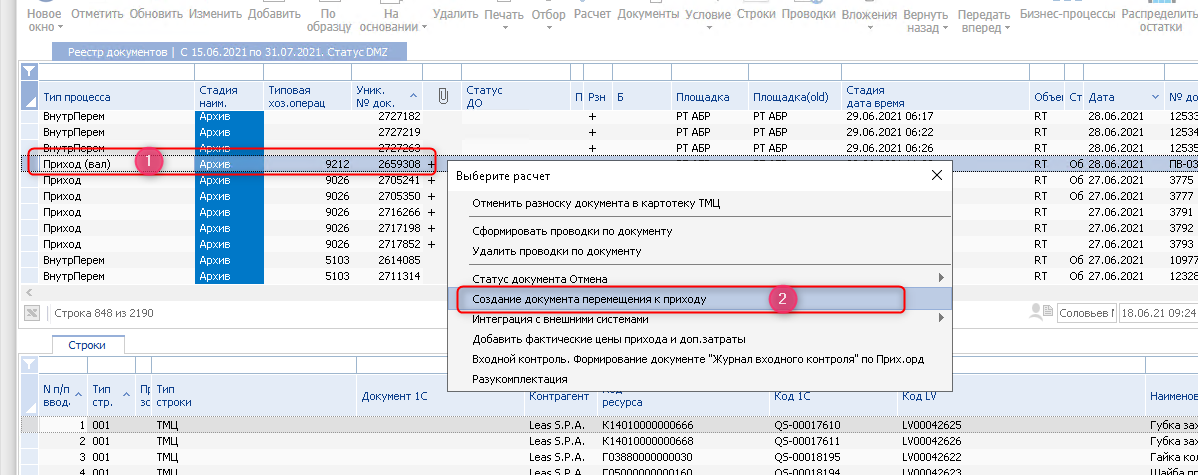 Новое окно Отметить Обновить Изменить Добавить По образцу На основании Удалить Печать Отбор Расчет Документы Условие Строки Проводки Вложения Вернуть назад Передать вперед Бизнес-процессы Распределить остатки
Реестр документов | С 15.06.2021 по 31.07.2021. Статус DMZ
Тип процесса Стадия наим. Типовая хоз.операц Уник. № док. Статус ДО П Рзн Б Площадка Площадка(old) Стадия дата время Объе Ст Дата № до
ВнутрПерем Архив 2727182 + РТ АБР РТ АБР 29.06.2021 06:17 RT 28.06.2021 12533
ВнутрПерем Архив 2727219 + РТ АБР РТ АБР 29.06.2021 06:22 RT 28.06.2021 12534
ВнутрПерем Архив 2727263 + РТ АБР РТ АБР 29.06.2021 06:26 RT 28.06.2021 12535
Приход (вал) 1 Архив 9212 2659308 + RT Об 28.06.2021 ПВ-03
Приход Архив 9026 2705241 + RT Об 27.06.2021 3775
Приход Архив 9026 2705350 + RT Об 27.06.2021 3777
Приход Архив 9026 2716266 + RT 27.06.2021 3791
Приход Архив 9026 2717198 + RT 27.06.2021 3792
Приход Архив 9026 2717852 + RT 27.06.2021 3793
ВнутрПерем Архив 5103 2614085 RT Об 27.06.2021 10977
ВнутрПерем Архив 5103 2711314 RT Об 27.06.2021 12328
Выберите расчет
Отменить разноску документа в картотеку ТМЦ
Сформировать проводки по документу
Удалить проводки по документу
Статус документа Отмена
Создание документа перемещения к приходу 2
Интеграция с внешними системами
Добавить фактические цены прихода и доп.затраты
Входной контроль. Формирование документе "Журнал входного контроля" по Прих.орд
Разукомплектация
Строка 848 из 2190
Соловьев 18.06.21 09:24
Строки
N п/п ввод. Тип стр. Пр зс Тип строки Документ 1С Контрагент Код ресурса Код 1С Код LV Наименов
1 001 ТМЦ Leas S.P.A. К14010000000666 QS-00017610 LV00042625 Губка зах
2 001 ТМЦ Leas S.P.A. К14010000000668 QS-00017611 LV00042626 Губка зах
3 001 ТМЦ Leas S.P.A. Г03880000000019 QS-00018193 LV00042622 Гайка кол
4 001 ТМЦ Leas S.P.A. QS-00018194 LV00042623 Шайба пр